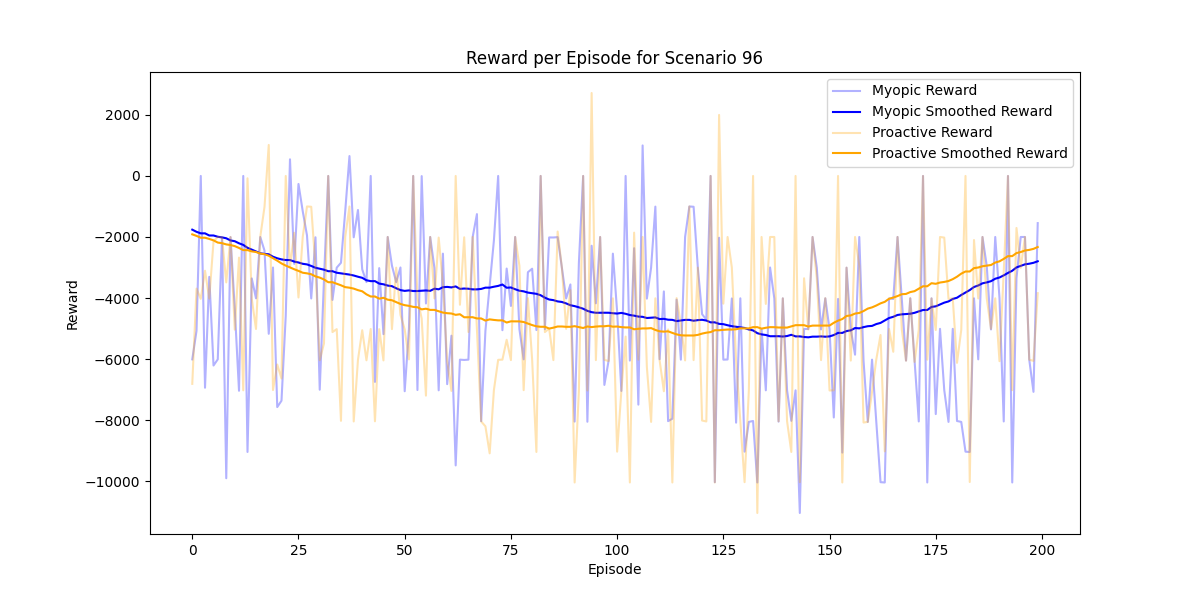 Reward per Episode for Scenario 96
Myopic Reward
Myopic Smoothed Reward
Proactive Reward
Proactive Smoothed Reward
Reward
2000
0
−2000
−4000
−6000
−8000
−10000
0 25 50 75 100 125 150 175 200
Episode